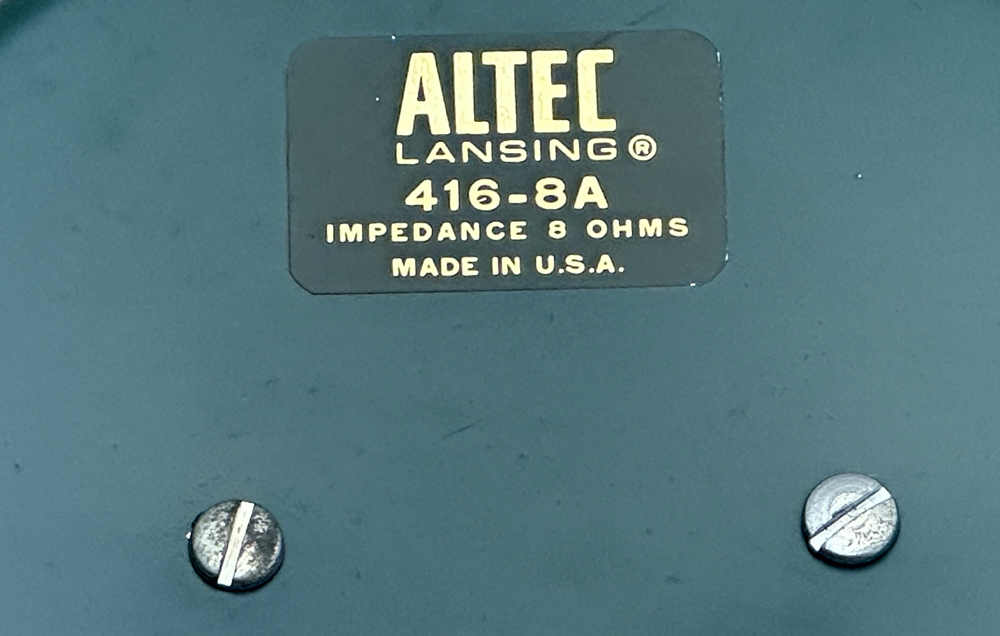 ALTEC
LANSING®
416-8A
IMPEDANCE 8 OHMS
MADE IN U.S.A.